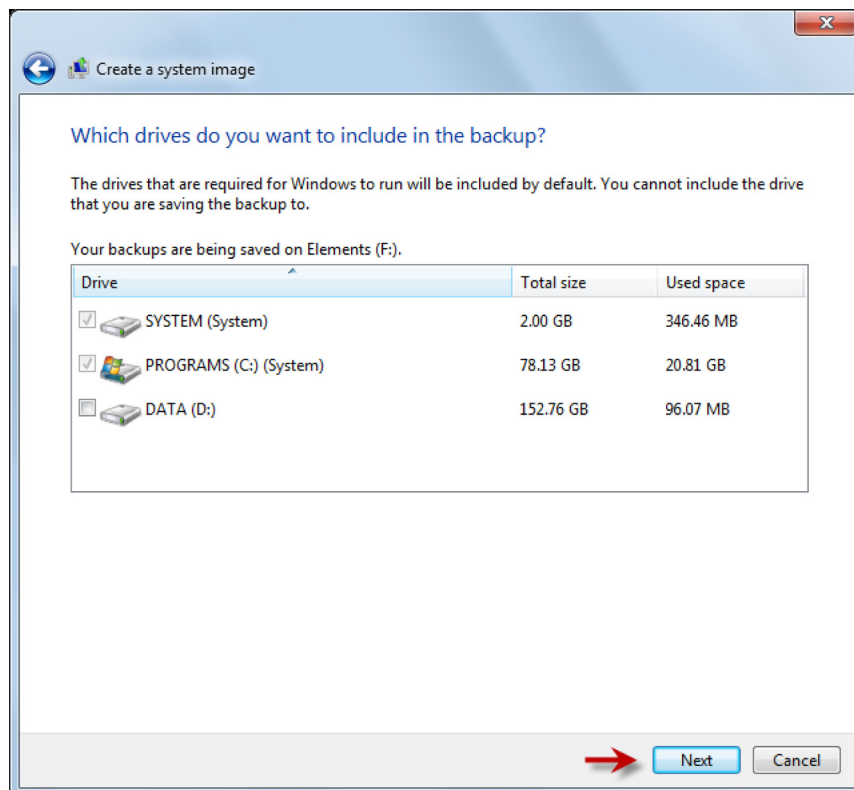 Create a system image
Which drives do you want to include in the backup?
The drives that are required for Windows to run will be included by default. You cannot include the drive
that you are saving the backup to.
Your backups are being saved on Elements (F:).
Drive Total size Used space
SYSTEM (System) 2.00 GB 346.46 MB
PROGRAMS (C:) (System) 78.13 GB 20.81 GB
DATA (D:) 152.76 GB 96.07 MB
Next Cancel